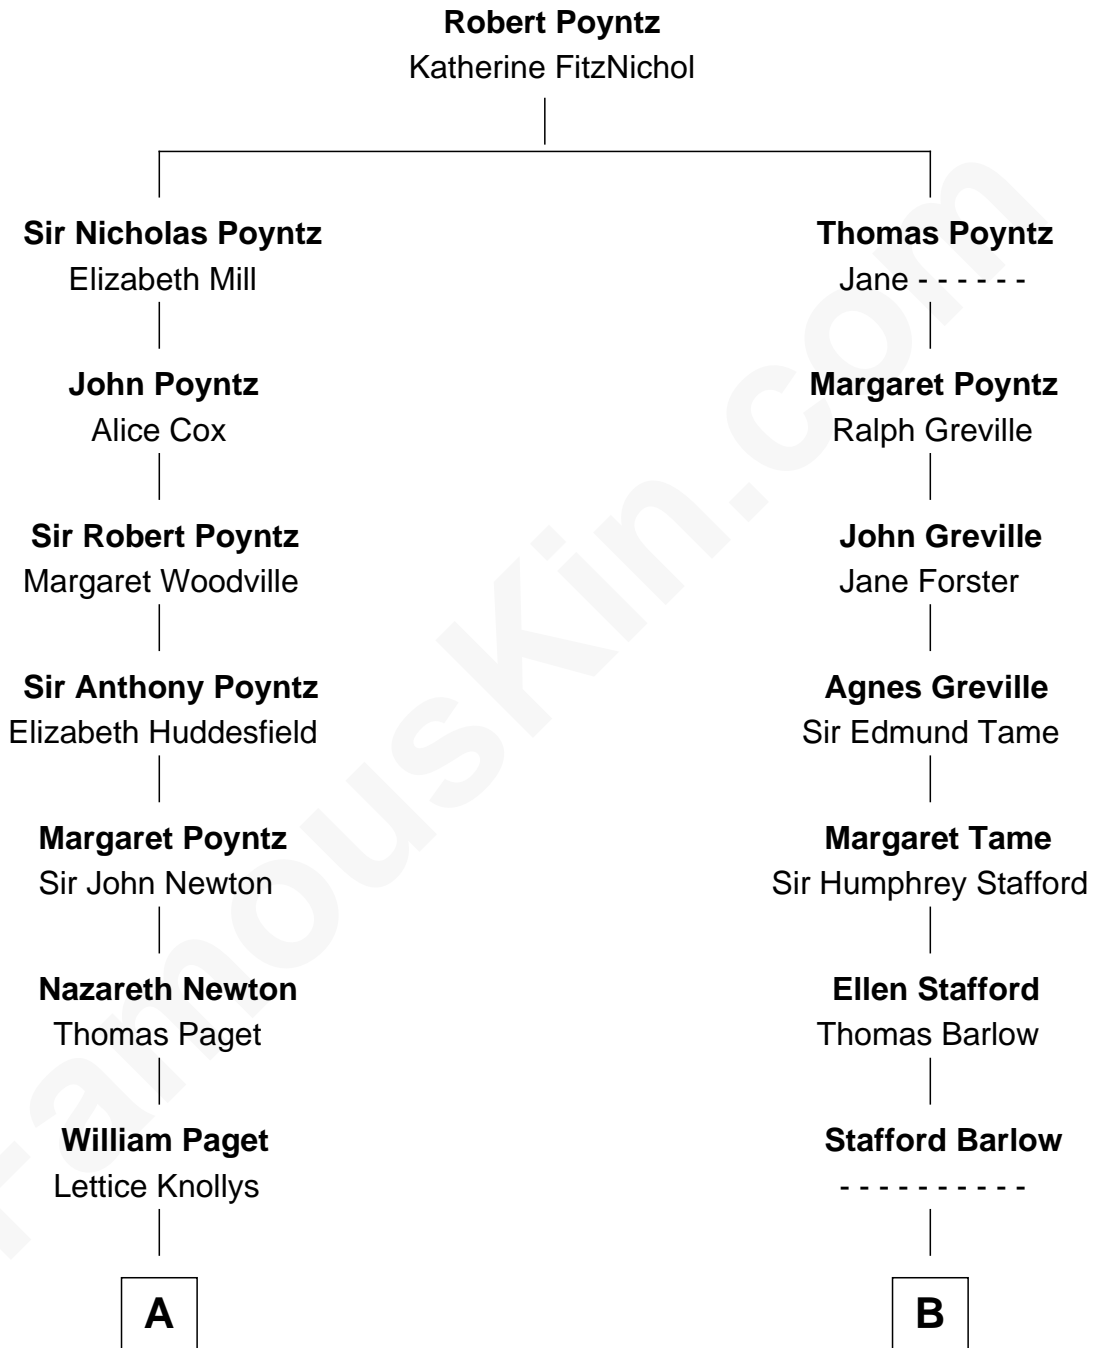 Robert Poyntz
Katherine FitzNichol
Sir Nicholas Poyntz
Elizabeth Mill
John Poyntz
Alice Cox
Sir Robert Poyntz
Margaret Woodville
Sir Anthony Poyntz
Elizabeth Huddesfield
Margaret Poyntz
Sir John Newton
Nazareth Newton
Thomas Paget
William Paget
Lettice Knollys
A
Thomas Poyntz
Jane - - - - - -
Margaret Poyntz
Ralph Greville
John Greville
Jane Forster
Agnes Greville
Sir Edmund Tame
Margaret Tame
Sir Humphrey Stafford
Ellen Stafford
Thomas Barlow
Stafford Barlow
- - - - - - - - - -
B
FamousKin.com